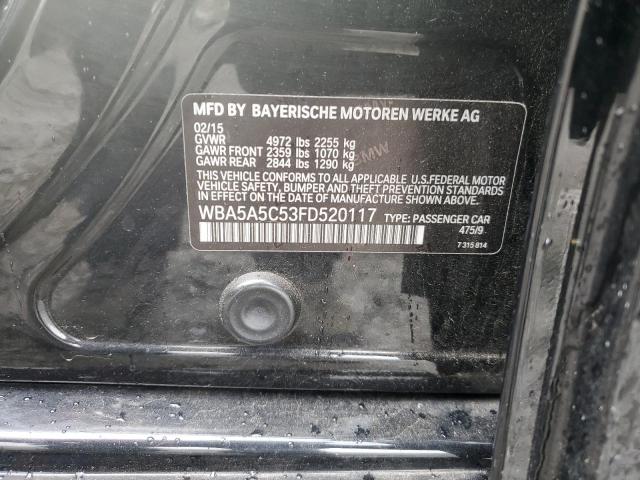 MFD BY BAYERISCHE MOTOREN WERKE AG
02/15
GVWR 4972 lbs 2255 kg
GAWR FRONT 2359 lbs 1070 kg
GAWR REAR 2844 lbs 1290 kg
BMW
THIS VEHICLE CONFORMS TO ALL APPLICABLE U.S.FEDERAL MOTOR
VEHICLE SAFETY, BUMPER, AND THEFT PREVENTION STANDARDS
IN EFFECT ON THE DATE OF MANUFACTURE SHOWN ABOVE.
WBA5A5C53FD520117 TYPE: PASSENGER CAR
475/9
7 315 814